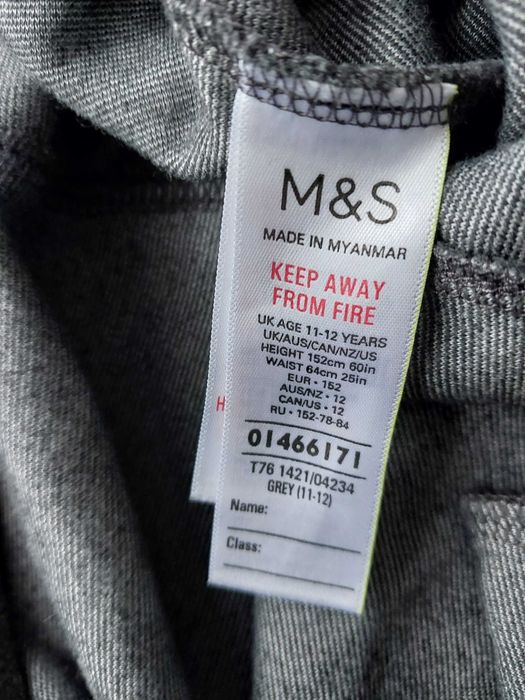 M&S
MADE IN MYANMAR
KEEP AWAY
FROM FIRE
UK AGE 11-12 YEARS
UK/AUS/CAN/NZ/US
HEIGHT 152cm 60in
WAIST 64cm 25in
EUR • 152
AUS/NZ • 12
CAN/US • 12
RU • 152-78-84
H
01466171
T76 1421/04234
GREY (11-12)
Name:
Class: